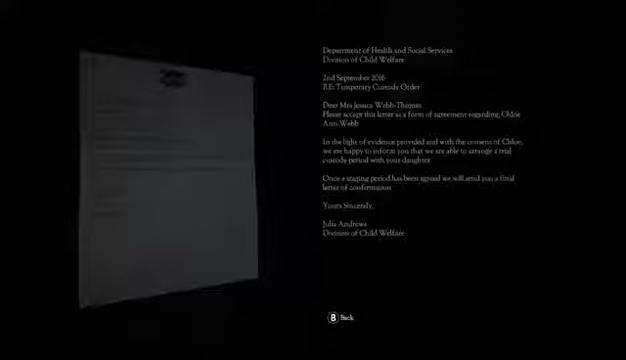 Department of Health and Social Services
Division of Child Welfare
2nd September 2016
RE: Temporary Custody Order
Dear Mrs Jessica Webb-Thomas
Please accept this letter as a form of agreement regarding; Chloe
Ann Webb
In the light of evidence provided and with the consent of Chloe,
we are happy to inform you that we are able to arrange a trial
custody period with your daughter
Once a staging period has been agreed we will send you a final
letter of confirmation
Yours Sincerely,
Julia Andrews
Division of Child Welfare
B Back